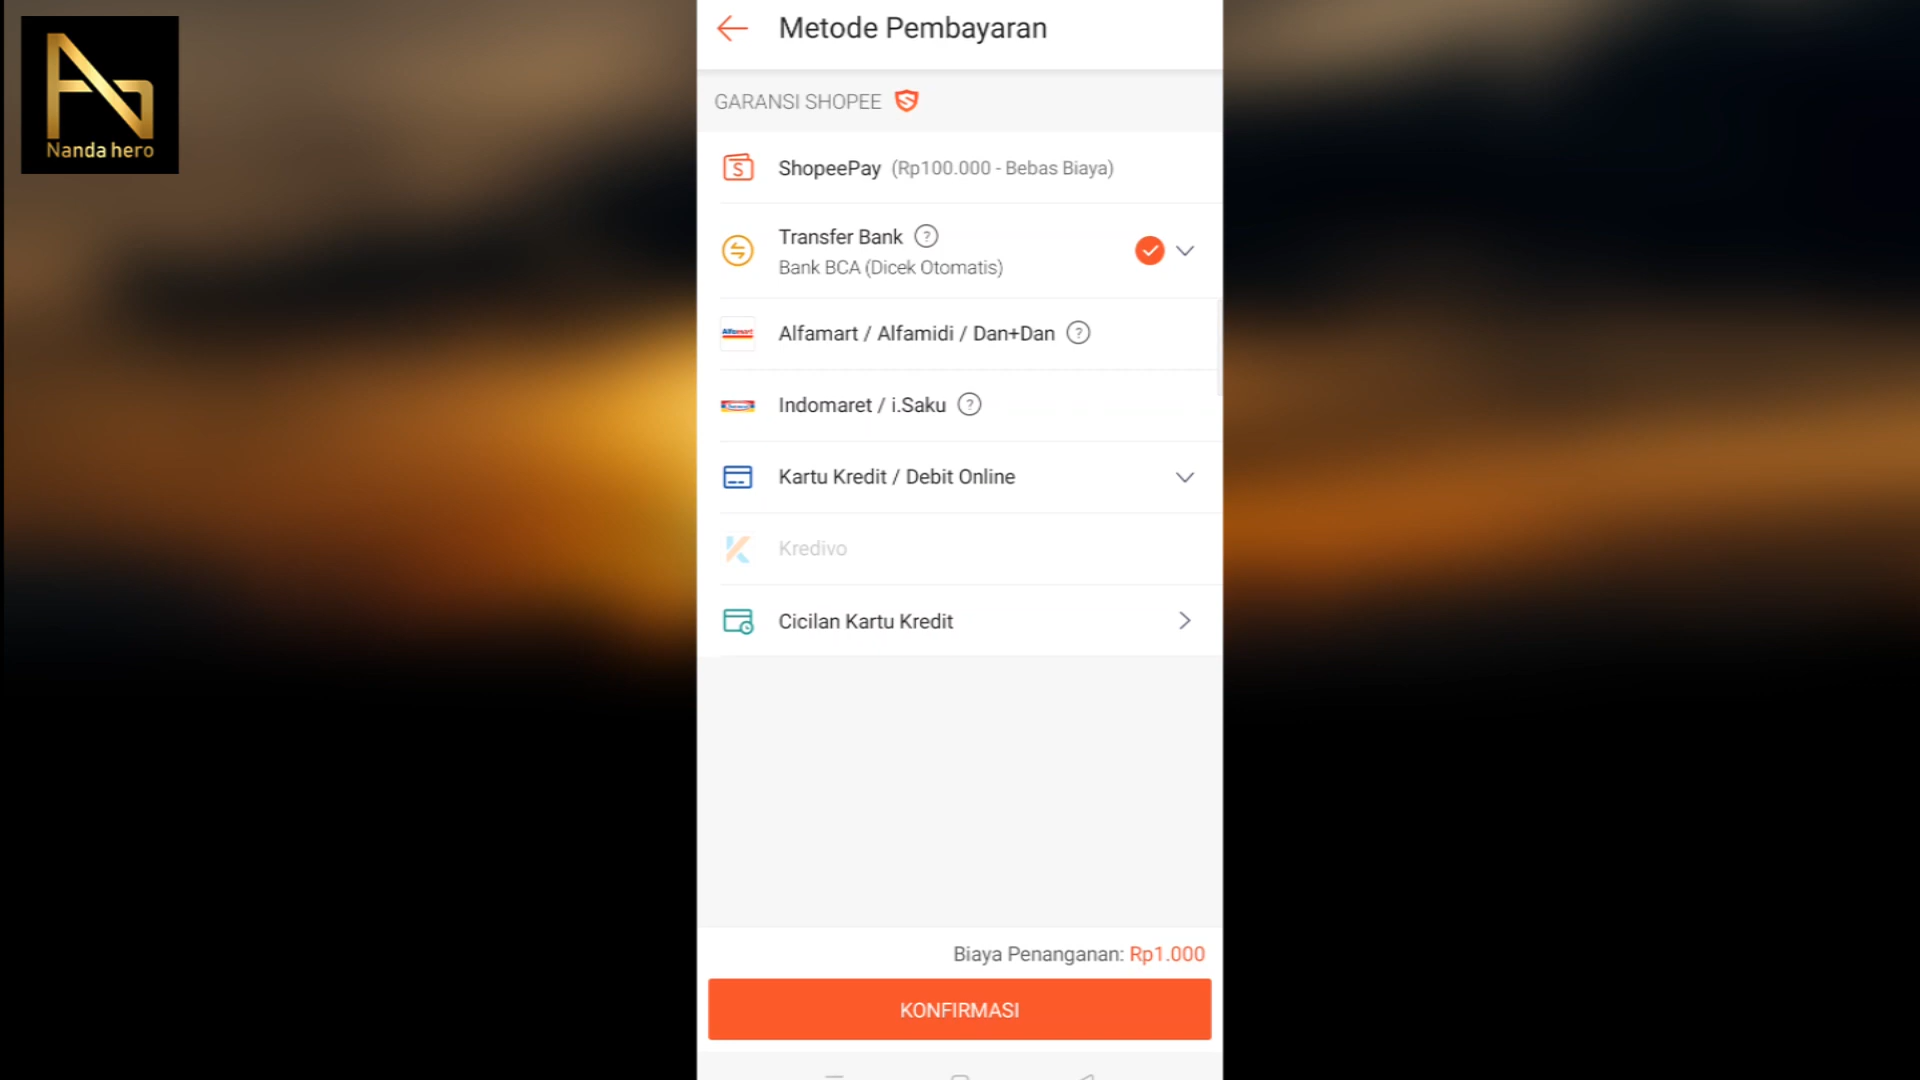 Nanda hero
Metode Pembayaran
GARANSI SHOPEE
ShopeePay (Rp100.000 - Bebas Biaya)
Transfer Bank ?
Bank BCA (Dicek Otomatis)
Alfamart
Alfamart / Alfamidi / Dan+Dan ?
Indomaret / i.Saku ?
Kartu Kredit / Debit Online
Kredivo
Cicilan Kartu Kredit
Biaya Penanganan: Rp1.000
KONFIRMASI